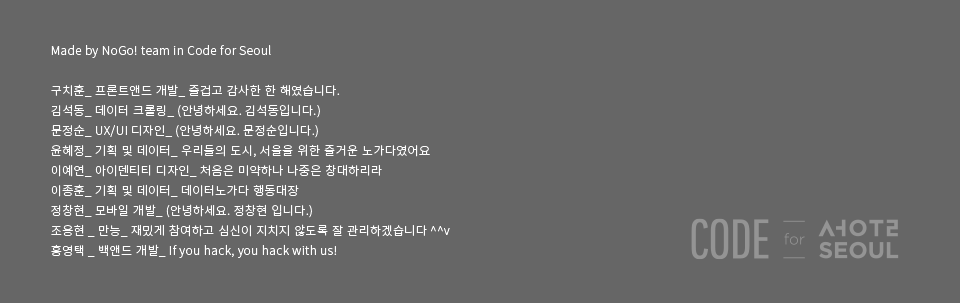 Made by NoGo! team in Code for Seoul
구치훈_ 프론트앤드 개발_ 즐겁고 감사한 한 해였습니다.
김석동_ 데이터 크롤링_ (안녕하세요. 김석동입니다.)
문정순_ UX/UI 디자인_ (안녕하세요. 문정순입니다.)
윤혜정_ 기획 및 데이터_ 우리들의 도시, 서울을 위한 즐거운 노가다였어요
이예연_ 아이덴티티 디자인_ 처음은 미약하나 나중은 창대하리라
이종훈_ 기획 및 데이터_ 데이터노가다 행동대장
정창현_ 모바일 개발_ (안녕하세요. 정창현 입니다.)
조용현 _ 만능_ 재밌게 참여하고 심신이 지치지 않도록 잘 관리하겠습니다 ^^v
홍영택 _ 백앤드 개발_ If you hack, you hack with us!
CODE for 서울
SEOUL